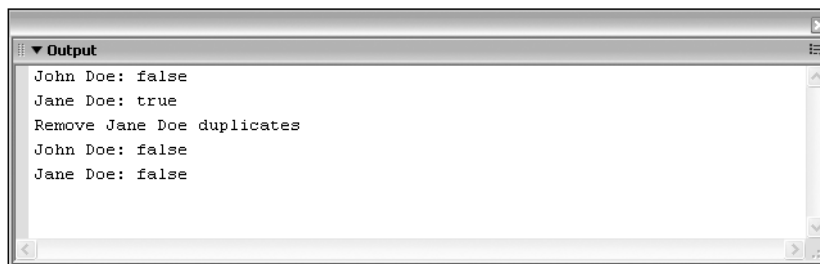 Output
John Doe: false
Jane Doe: true
Remove Jane Doe duplicates
John Doe: false
Jane Doe: false